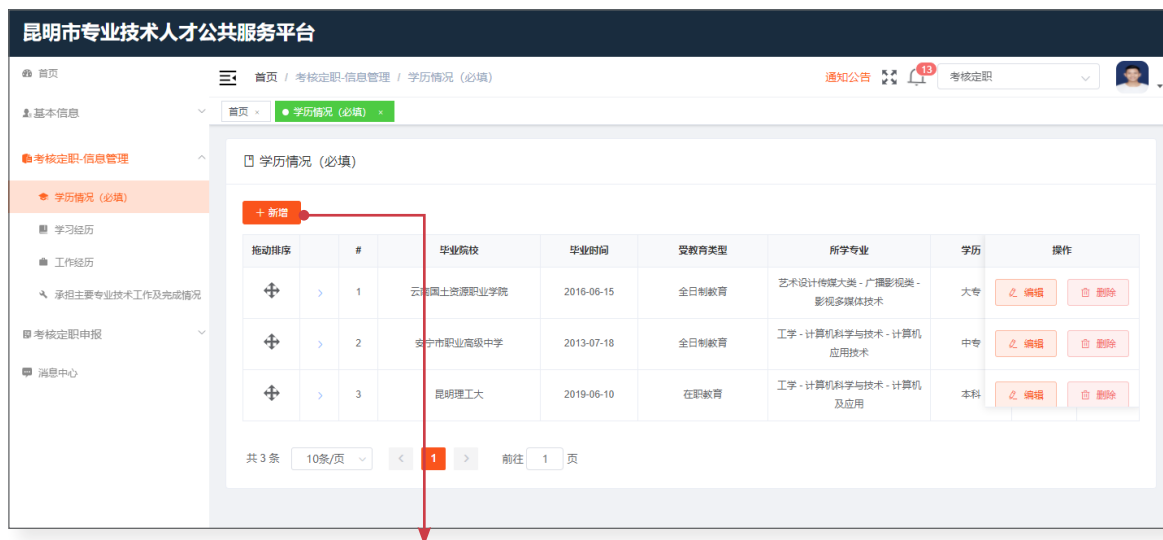 昆明市专业技术人才公共服务平台
首页
首页 / 考核定职-信息管理 / 学历情况（必填）
通知公告 13 考核定职
基本信息
首页 × 学历情况（必填） ×
考核定职-信息管理
学历情况（必填）
学历情况（必填）
+ 新增
学习经历
工作经历
承担主要专业技术工作及完成情况
考核定职申报
消息中心
拖动排序 # 毕业院校 毕业时间 受教育类型 所学专业 学历 操作
1 云南国土资源职业学院 2016-06-15 全日制教育 艺术设计传媒大类 - 广播影视类 - 大专 编辑 删除
影视多媒体技术
2 安宁市职业高级中学 2013-07-18 全日制教育 工学 - 计算机科学与技术 - 计算机 中专 编辑 删除
应用技术
3 昆明理工大 2019-06-10 在职教育 工学 - 计算机科学与技术 - 计算机 本科 编辑 删除
及应用
共 3 条 10条/页 < 1 > 前往 1 页